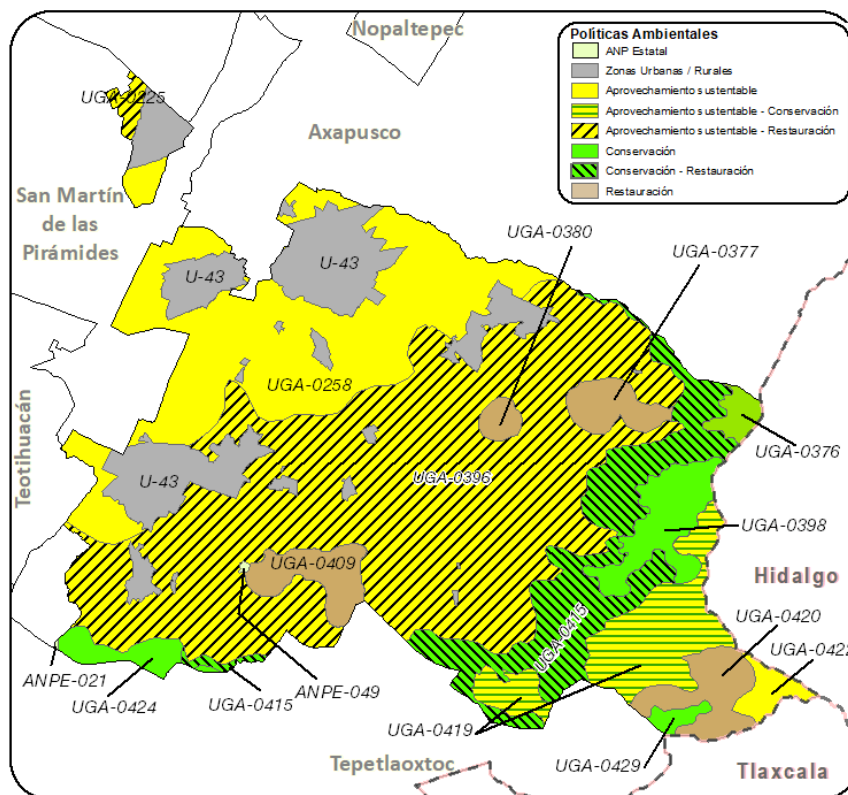 Nopaltepec
Políticas Ambientales
ANP Estatal
Zonas Urbanas / Rurales
Aprovechamiento sustentable
Aprovechamiento sustentable - Conservación
Aprovechamiento sustentable - Restauración
Conservación
Conservación - Restauración
Restauración
UGA-0225
Axapusco
San Martín
de las
Pirámides
UGA-0380
UGA-0377
U-43
U-43
UGA-0258
Teotihuacán
UGA-0376
U-43
UGA-0396
UGA-0398
UGA-0409
Hidalgo
UGA-0420
UGA-0415
UGA-0422
ANPE-021
UGA-0424
UGA-0415
ANPE-049
UGA-0419
UGA-0429
Tepetlaoxtoc
Tlaxcala